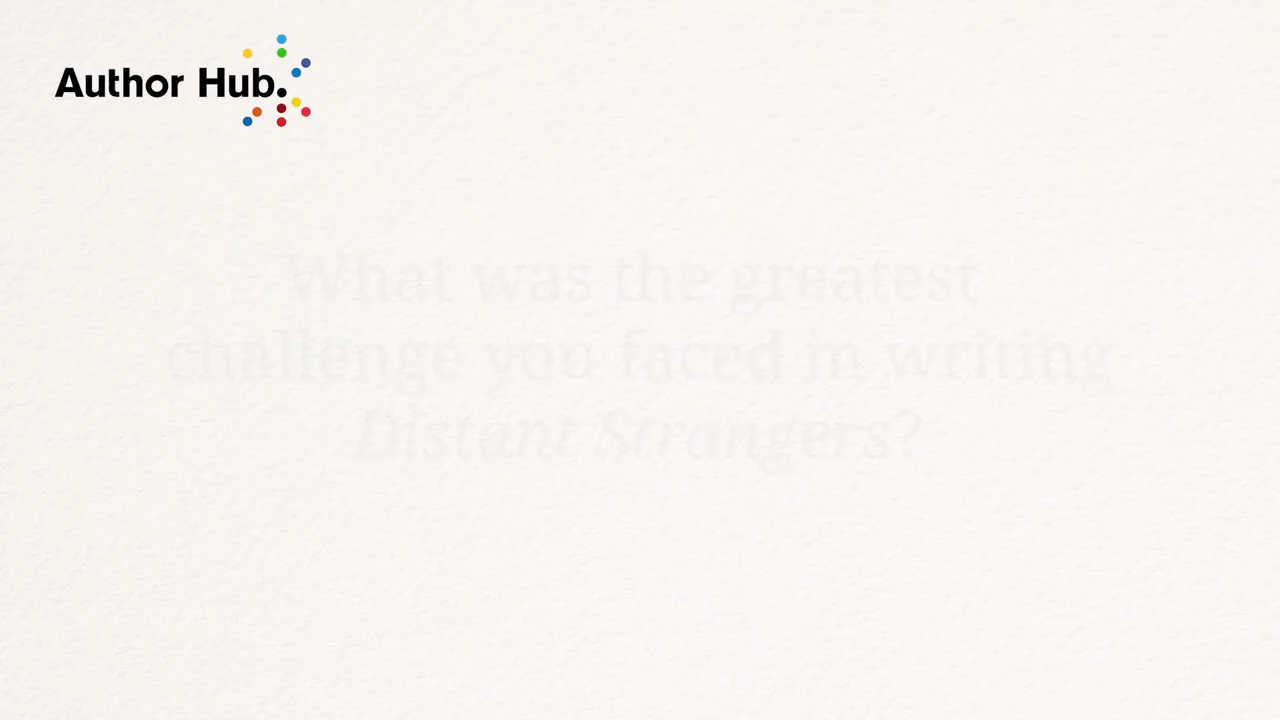 Author Hub.
What was the greatest
challenge you faced in writing
Distant Strangers?